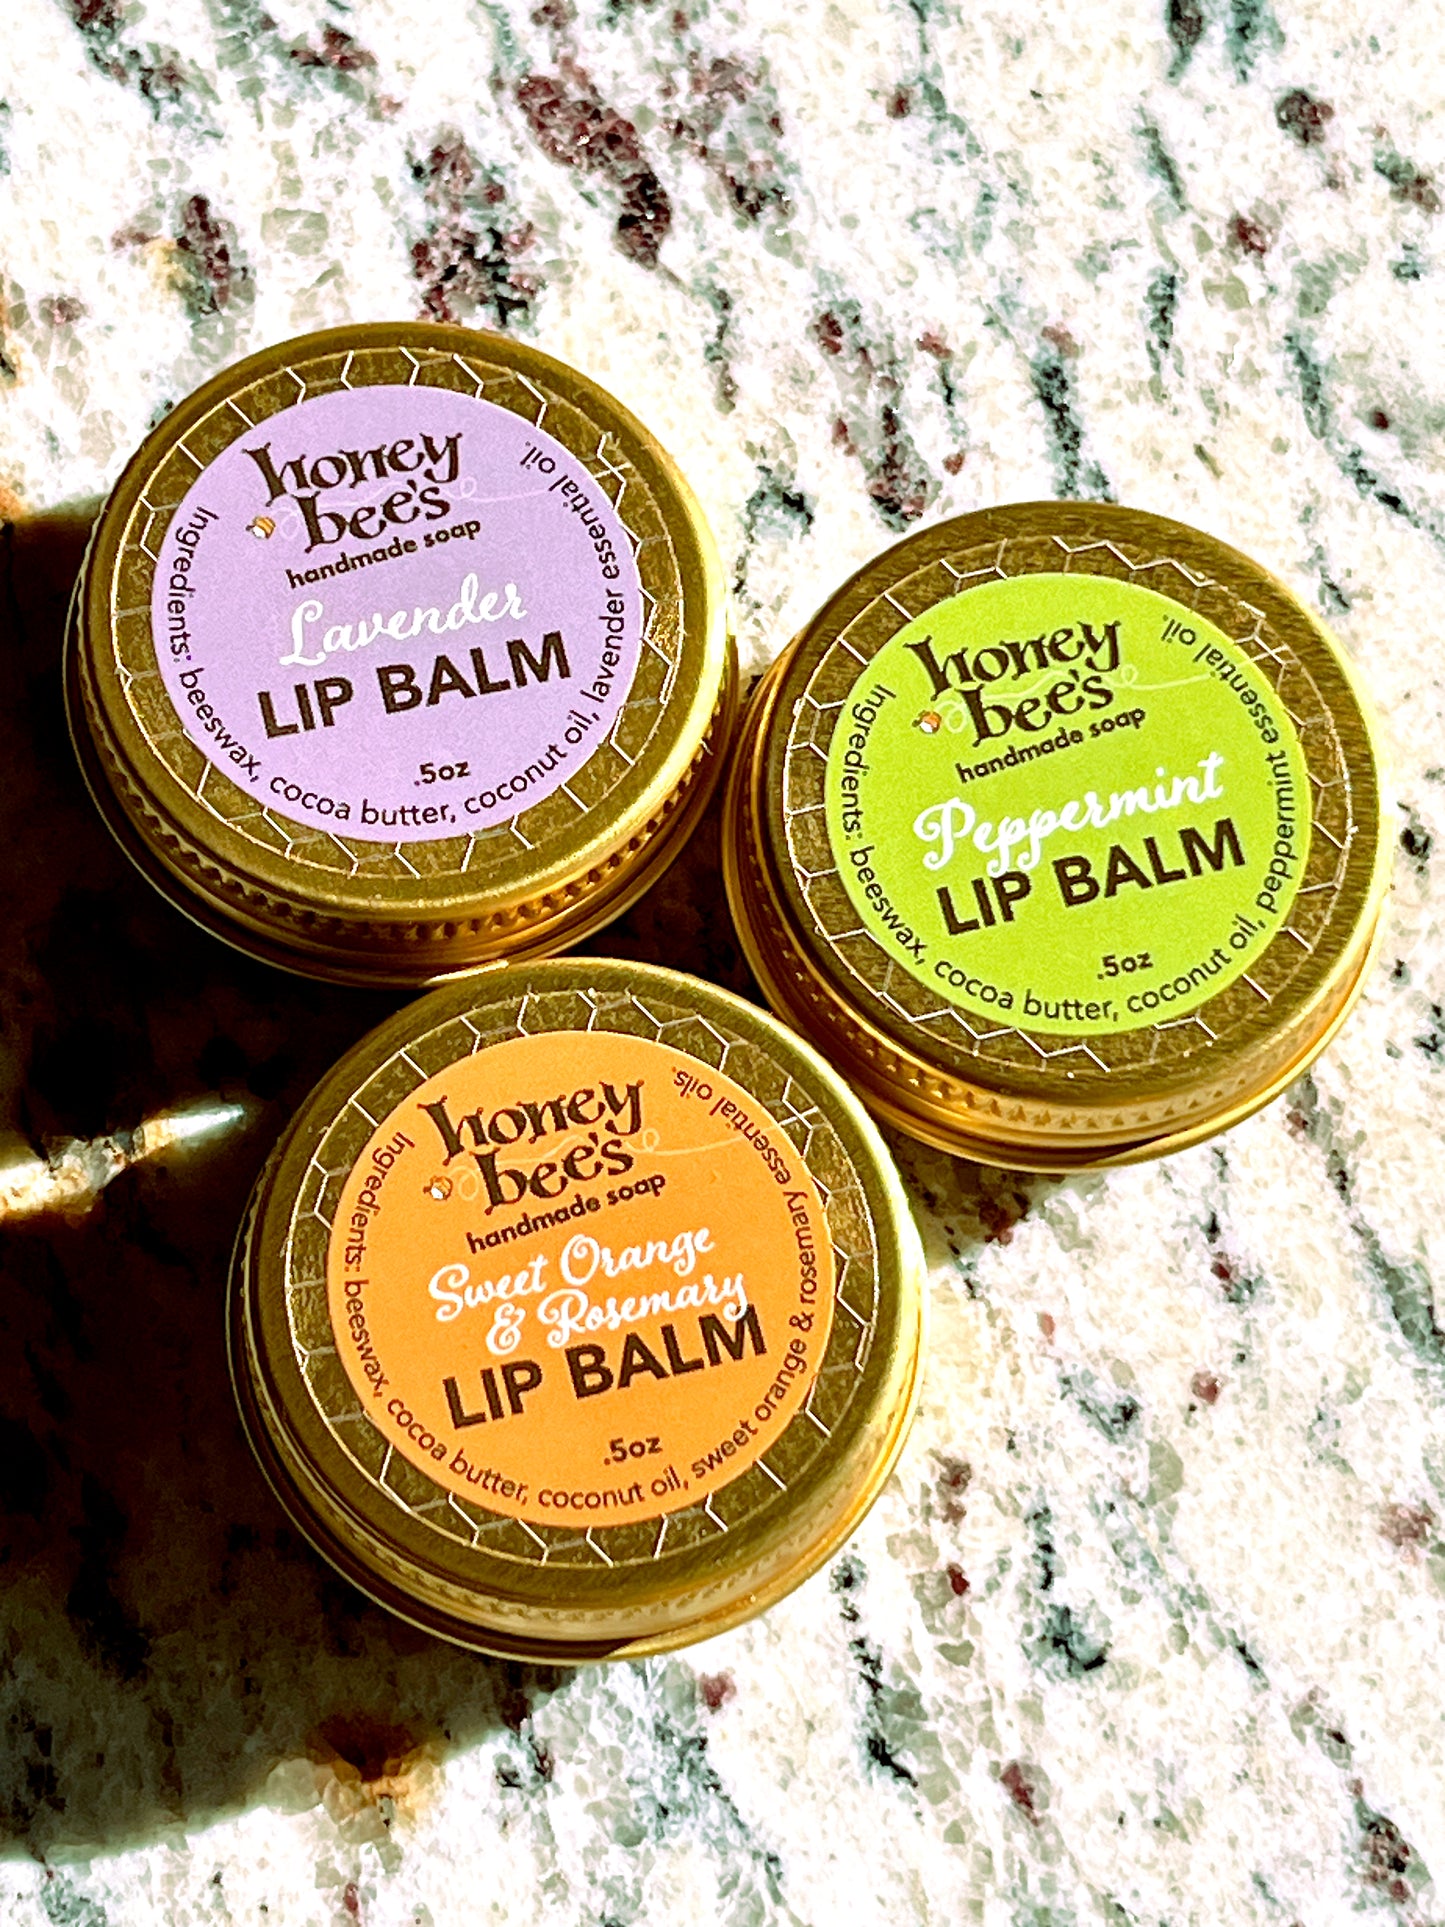 honey
bee's
handmade soap
Lavender
LIP BALM
.5oz
Ingredients: beeswax, cocoa butter, coconut oil, lavender essential oil.
honey
bee's
handmade soap
Peppermint
LIP BALM
.5oz
Ingredients: beeswax, cocoa butter, coconut oil, peppermint essential oil.
honey
bee's
handmade soap
Sweet Orange
& Rosemary
LIP BALM
.5oz
Ingredients: beeswax, cocoa butter, coconut oil, sweet orange & rosemary essential oils.